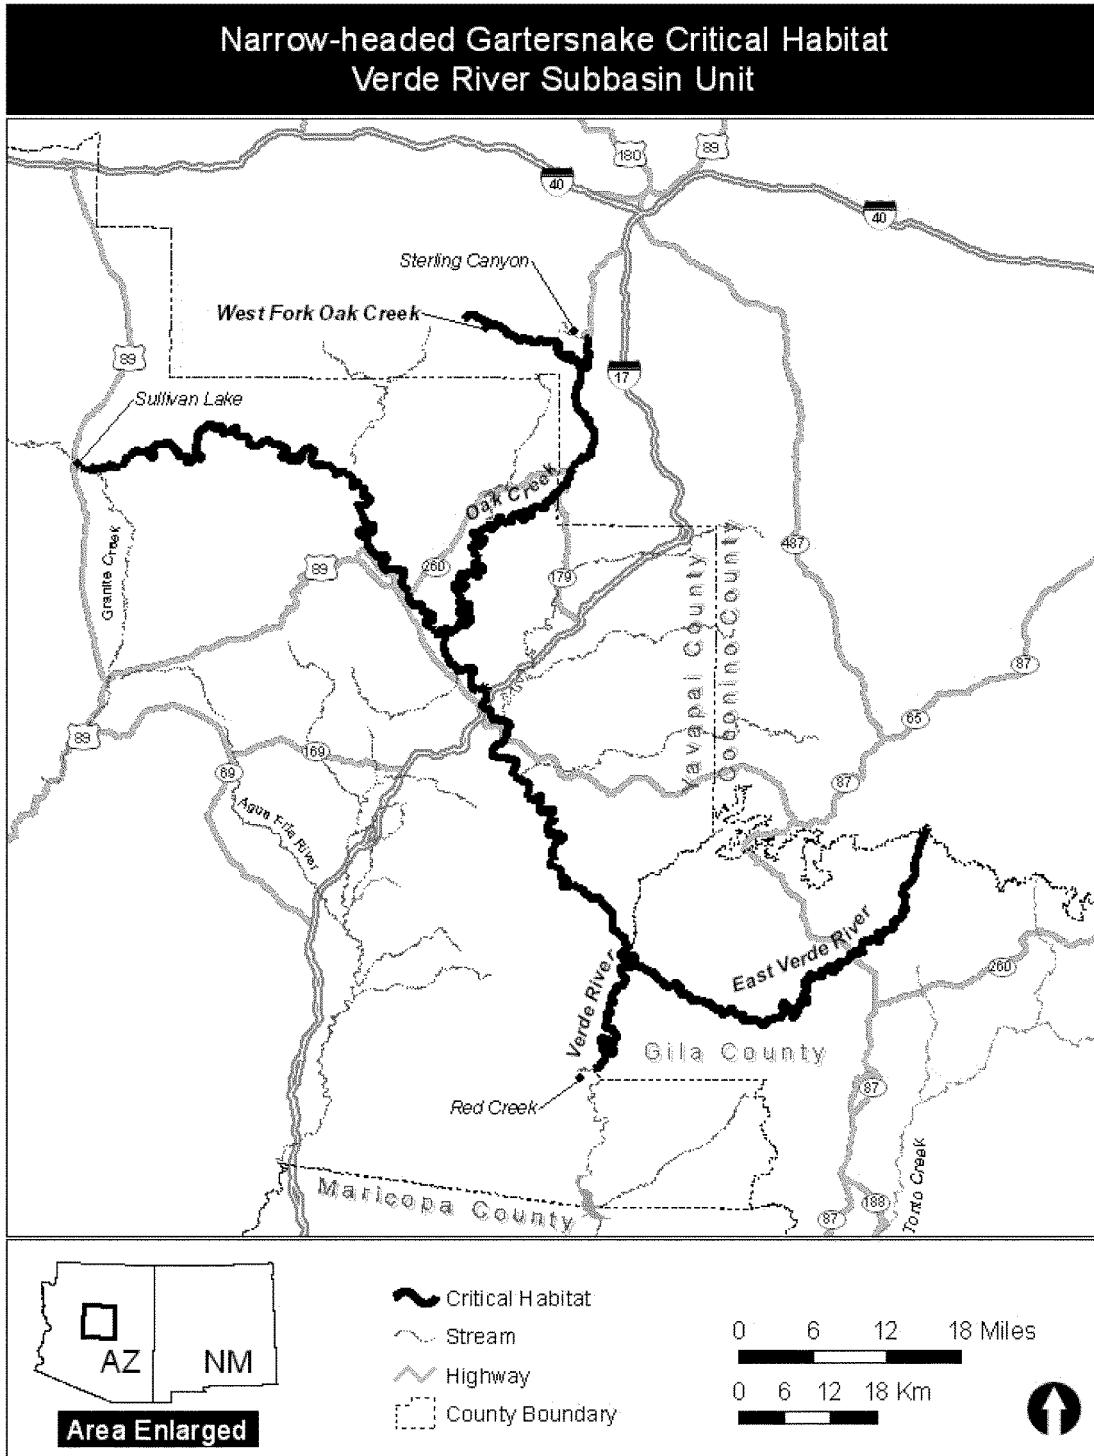 Narrow-headed Gartersnake Critical Habitat
Verde River Subbasin Unit
180
89
40
40
Sterling Canyon
West Fork Oak Creek
89
17
Sullivan Lake
Oak Creek
Granite Creek
89
260
179
487
Yavapai County
Coconino County
87
89
169
65
69
87
Agua Fria River
East Verde River
Verde River
260
Gila County
87
Red Creek
Tonto Creek
Maricopa County
188
87
AZ
NM
Area Enlarged
Critical Habitat
Stream
Highway
County Boundary
0 6 12 18 Miles
0 6 12 18 Km